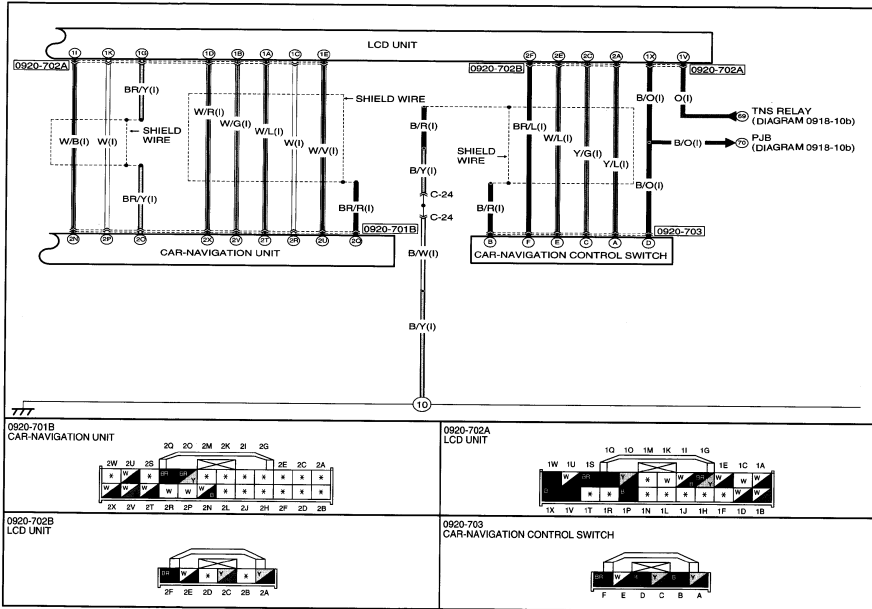 LCD UNIT
1I 1K 1G 1D 1B 1A 1C 1E 2F 2E 2C 2A 1X 1V
0920-702A 0920-702B 0920-702A
BR/Y(I)
SHIELD WIRE
B/O(I) O(I)
69 TNS RELAY
(DIAGRAM 0918-10b)
W/B(I) W(I) W/R(I) W/G(I) W/L(I) W(I) W/V(I)
B/R(I) BR/L(I) W/L(I) Y/G(I) Y/L(I)
SHIELD
WIRE
SHIELD
WIRE
B/O(I) 70 PJB
(DIAGRAM 0918-10b)
B/Y(I)
B/O(I)
C-24
BR/Y(I) BR/R(I) B/R(I)
C-24
0920-701B 0920-703
2N 2P 2O 2X 2V 2T 2R 2U 2Q B F E C A D
CAR-NAVIGATION UNIT
B/W(I)
CAR-NAVIGATION CONTROL SWITCH
B/Y(I)
10
0920-701B
CAR-NAVIGATION UNIT
2Q 2O 2M 2K 2I 2G
2W 2U 2S 2E 2C 2A
2X 2V 2T 2R 2P 2N 2L 2J 2H 2F 2D 2B
0920-702A
LCD UNIT
1Q 1O 1M 1K 1I 1G
1W 1U 1S 1E 1C 1A
1X 1V 1T 1R 1P 1N 1L 1J 1H 1F 1D 1B
0920-702B
LCD UNIT
2F 2E 2D 2C 2B 2A
0920-703
CAR-NAVIGATION CONTROL SWITCH
F E D C B A